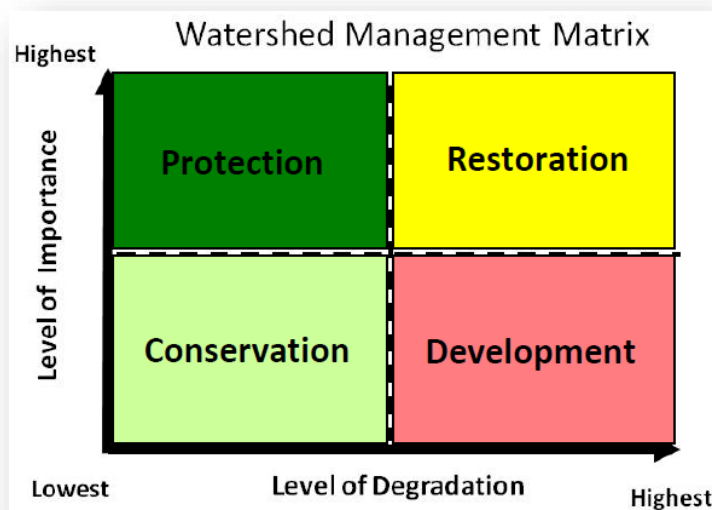 Watershed Management Matrix
Highest
Protection
Restoration
Level of Importance
Conservation
Development
Lowest
Level of Degradation
Highest